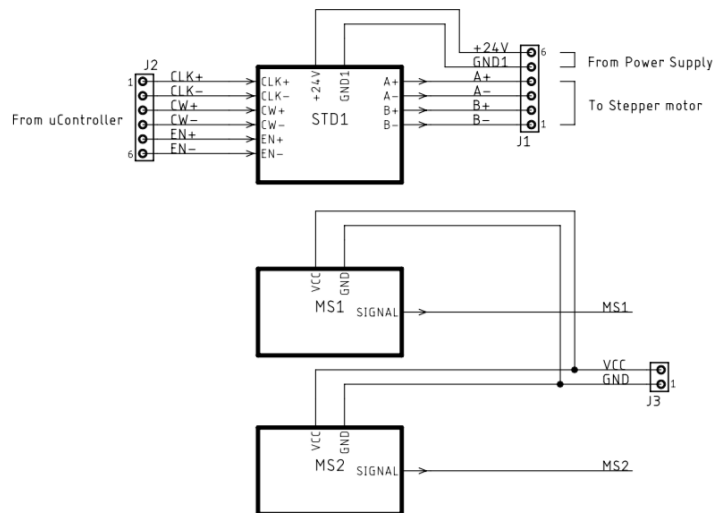 J2
1
CLK+
CLK-
CW+
CW-
EN+
EN-
6
From uController
CLK+
CLK-
CW+
CW-
EN+
EN-
+24V
GND1
STD1
A+
A-
B+
B-
+24V
GND1
A+
A-
B+
B-
6
1
J1
From Power Supply
To Stepper motor
VCC
GND
MS1
SIGNAL
MS1
VCC
GND
1
J3
VCC
GND
MS2
SIGNAL
MS2